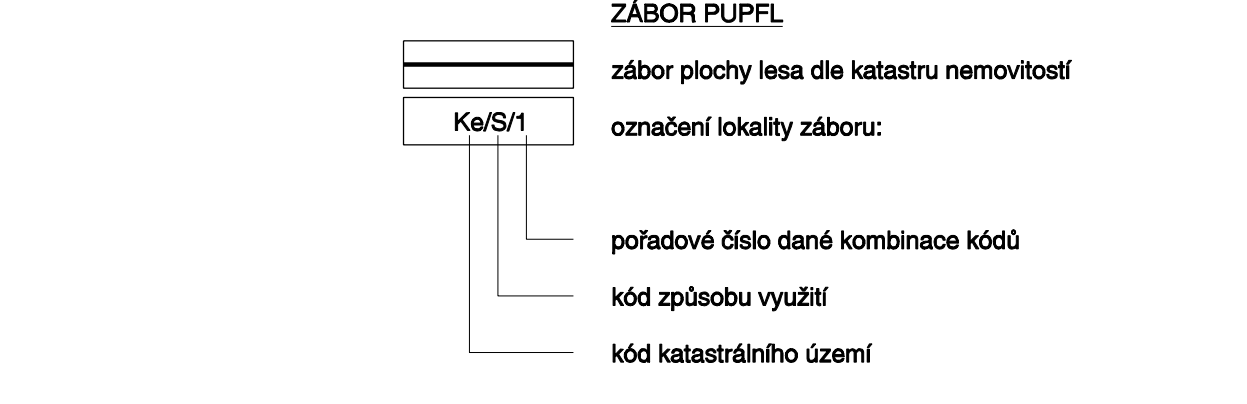 ZÁBOR PUPFL
zábor plochy lesa dle katastru nemovitostí
Ke/S/1
označení lokality záboru:
pořadové číslo dané kombinace kódů
kód způsobu využití
kód katastrálního území